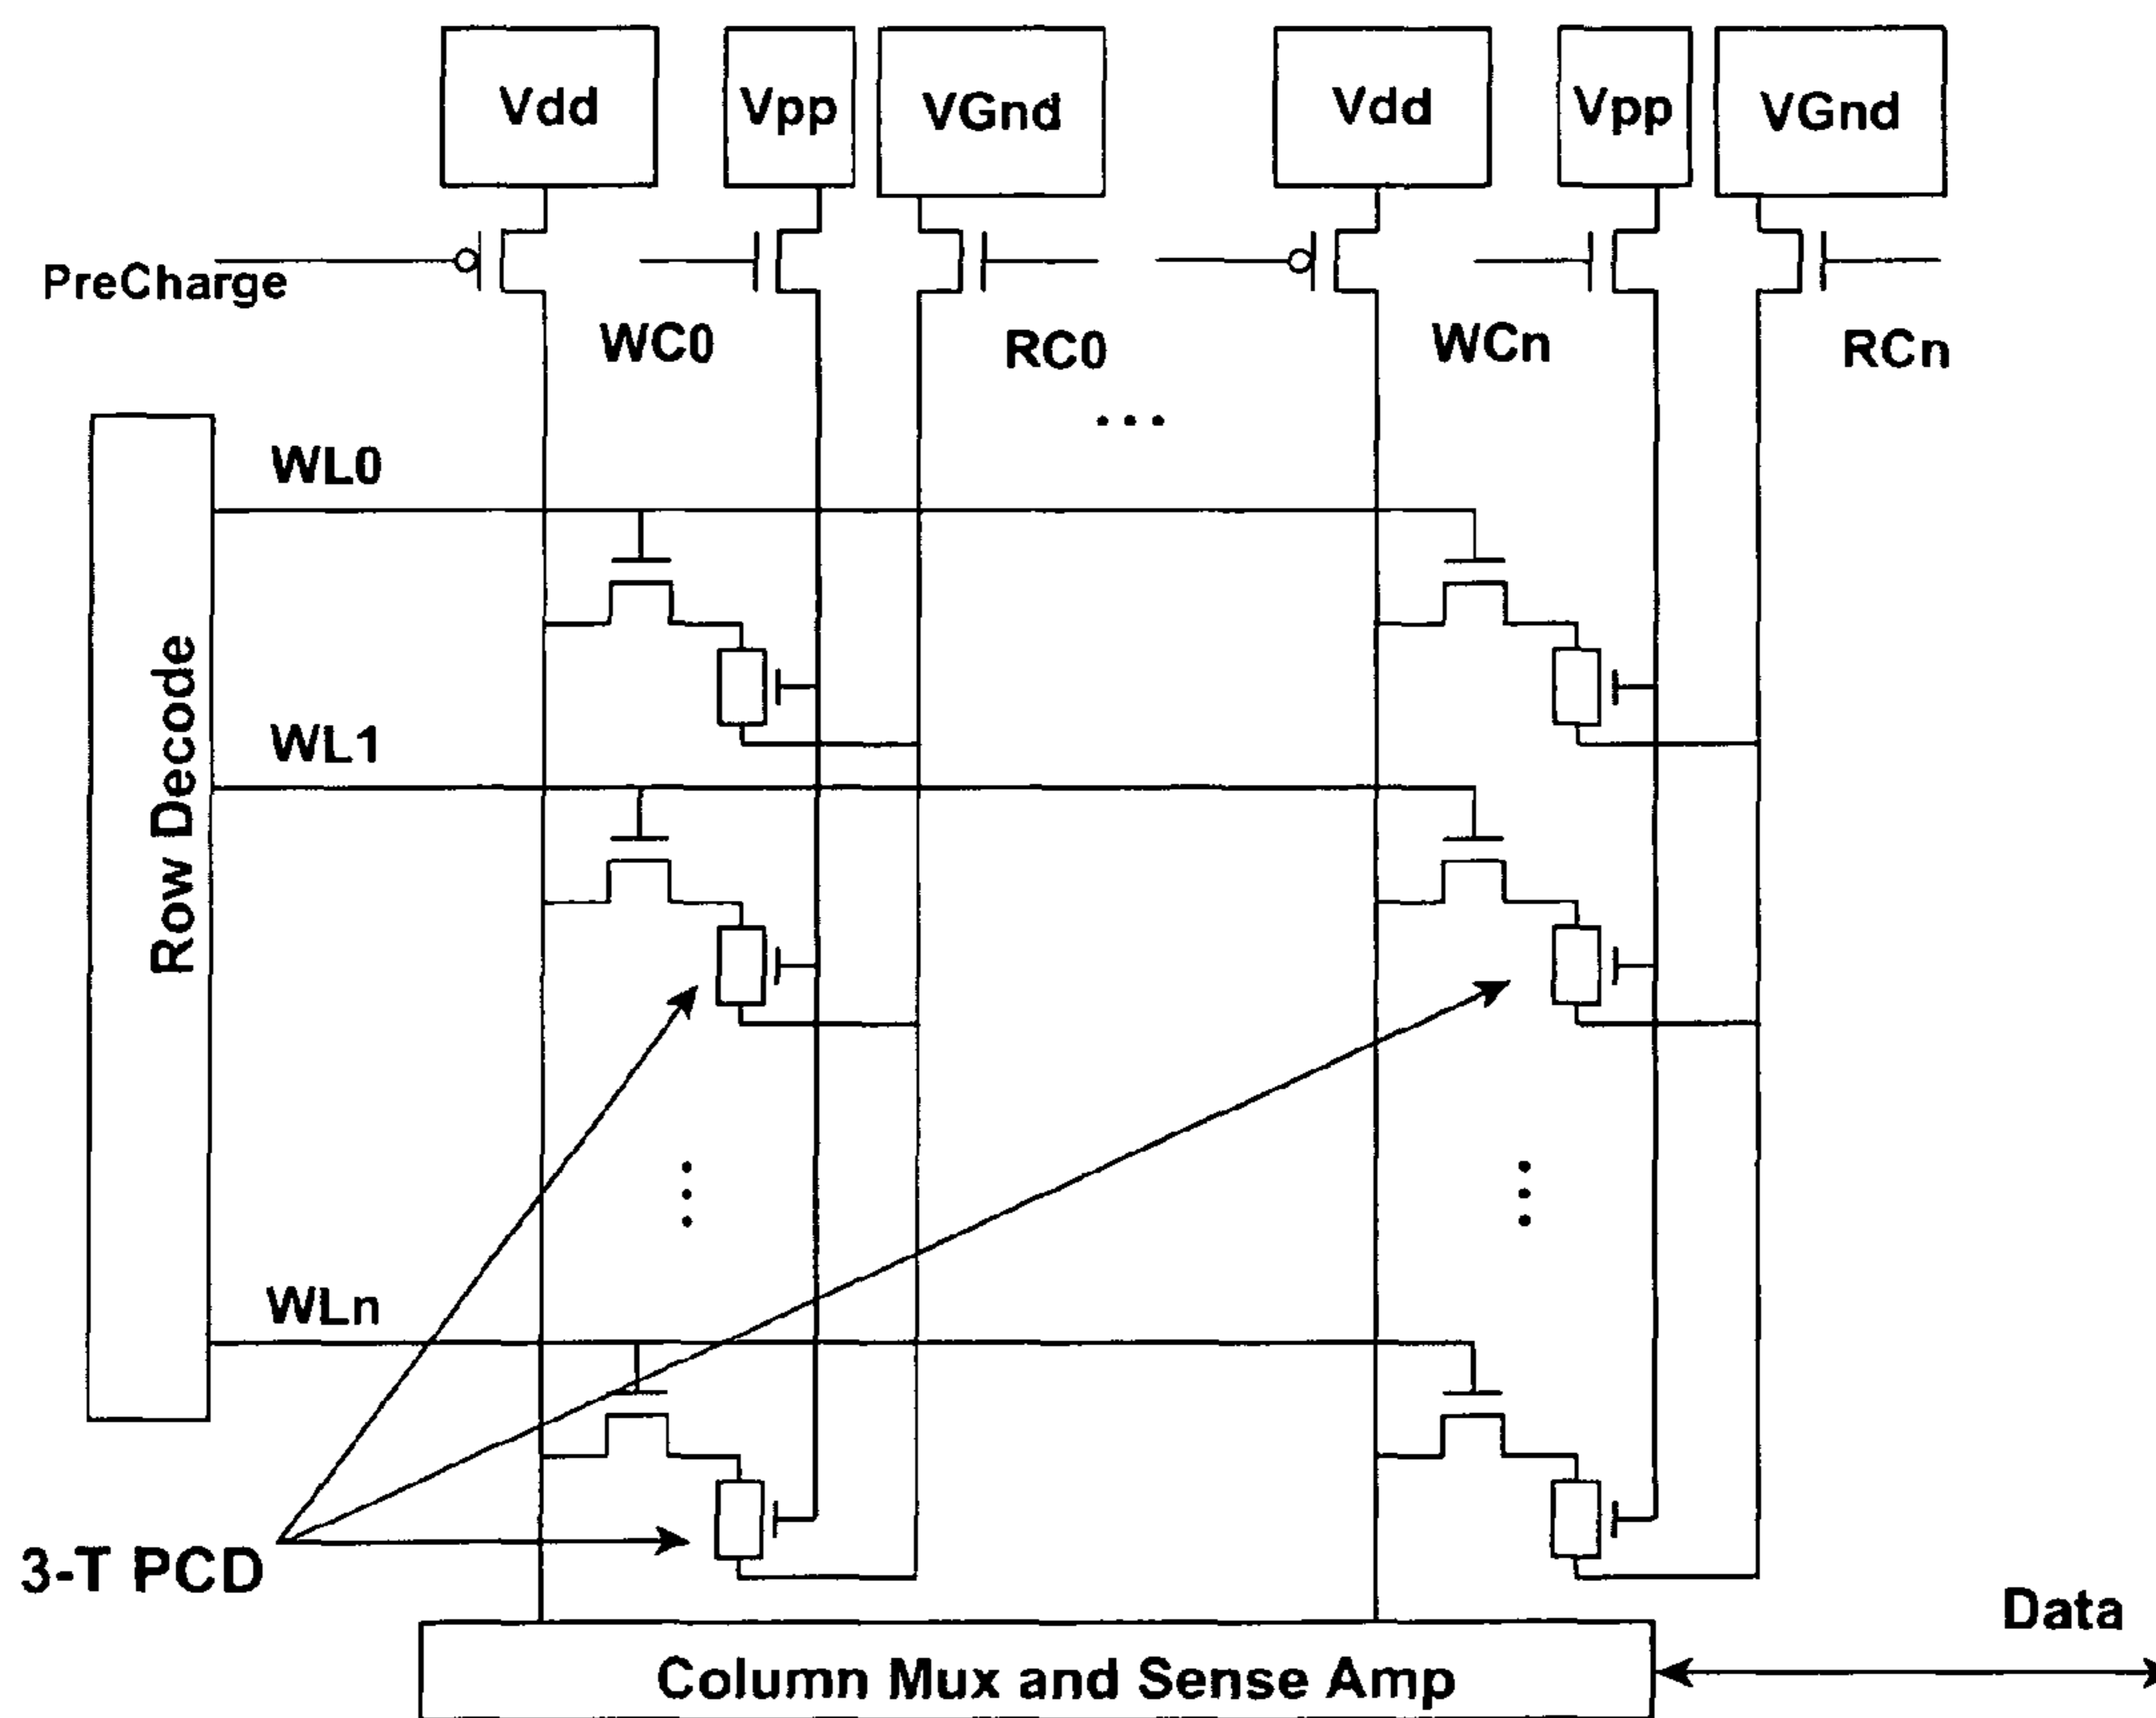 Vdd
Vpp
VGnd
Vdd
Vpp
VGnd
PreCharge
WC0
RC0
WCn
RCn
...
WL0
Row Decode
WL1
WLn
3-T PCD
Data
Column Mux and Sense Amp